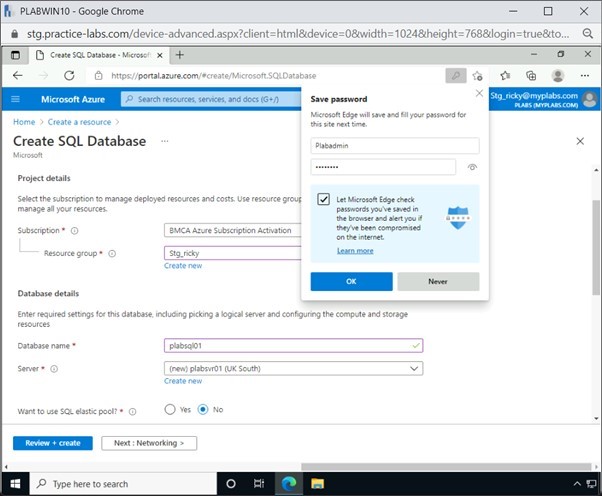 PLABWIN10 - Google Chrome
stg.practice-labs.com/device-advanced.aspx?client=html&device=0&width=1024&height=768&login=true&to...
Create SQL Database - Microsoft
https://portal.azure.com/#create/Microsoft.SQLDatabase
Microsoft Azure
Search resources, services, and docs (G+/)
Stg_ricky@myplabs.com
PLABS (MYPLABS.COM)
Home > Create a resource >
Create SQL Database ...
Microsoft
Save password
Microsoft Edge will save and fill your password for
this site next time.
Plabadmin
••••••••
Let Microsoft Edge check
passwords you've saved in
the browser and alert you if
they've been compromised
on the internet.
Learn more
OK
Never
Project details
Select the subscription to manage deployed resources and costs. Use resource grou
manage all your resources.
Subscription *
BMCA Azure Subscription Activation
Resource group *
Stg_ricky
Create new
Database details
Enter required settings for this database, including picking a logical server and configuring the compute and storage
resources
Database name *
plabsql01
Server *
(new) plabsvr01 (UK South)
Create new
Want to use SQL elastic pool? *
Yes
No
Review + create
Next : Networking >
Type here to search